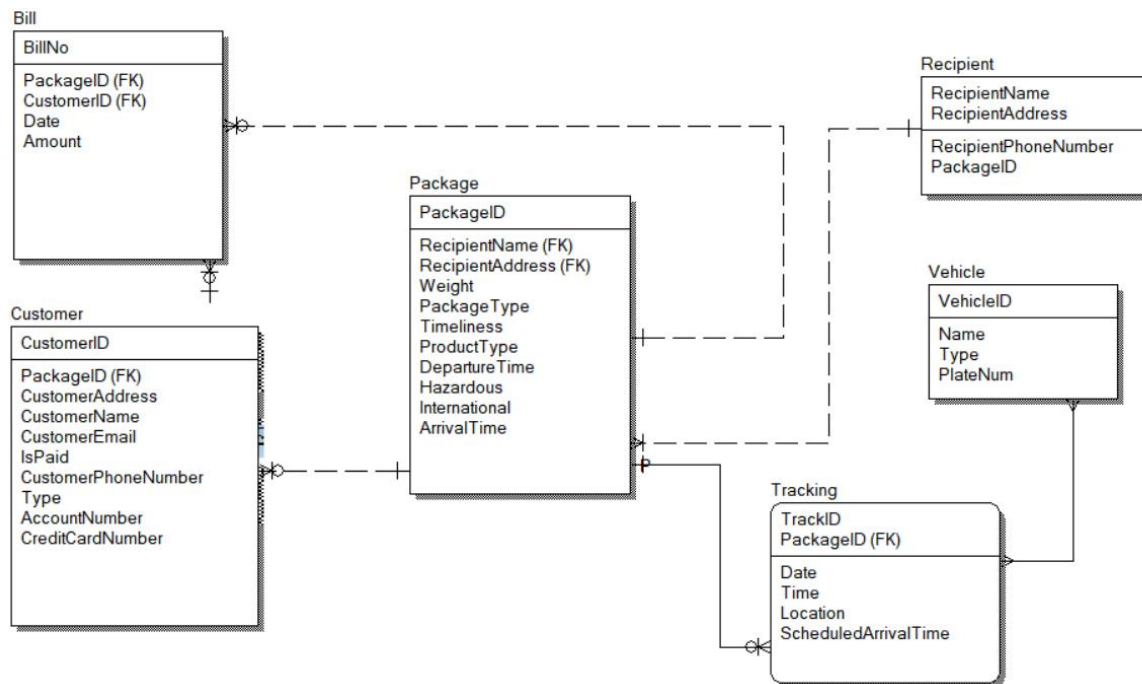 Bill
BillNo
PackageID (FK)
CustomerID (FK)
Date
Amount
Recipient
RecipientName
RecipientAddress
RecipientPhoneNumber
PackageID
Package
PackageID
RecipientName (FK)
RecipientAddress (FK)
Weight
PackageType
Timeliness
ProductType
DepartureTime
Hazardous
International
ArrivalTime
Vehicle
VehicleID
Name
Type
PlateNum
Customer
CustomerID
PackageID (FK)
CustomerAddress
CustomerName
CustomerEmail
IsPaid
CustomerPhoneNumber
Type
AccountNumber
CreditCardNumber
P
Tracking
TrackID
PackageID (FK)
Date
Time
Location
ScheduledArrivalTime